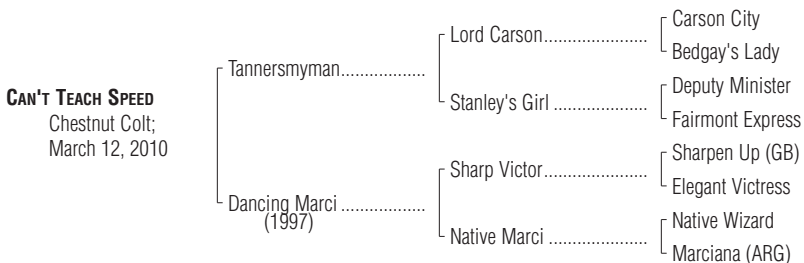 Carson City
Lord Carson
Bedgay's Lady
Tannersmyman
Deputy Minister
Stanley's Girl
Fairmont Express
CAN'T TEACH SPEED
Chestnut Colt;
March 12, 2010
Sharpen Up (GB)
Sharp Victor
Elegant Victress
Dancing Marci
(1997)
Native Wizard
Native Marci
Marciana (ARG)